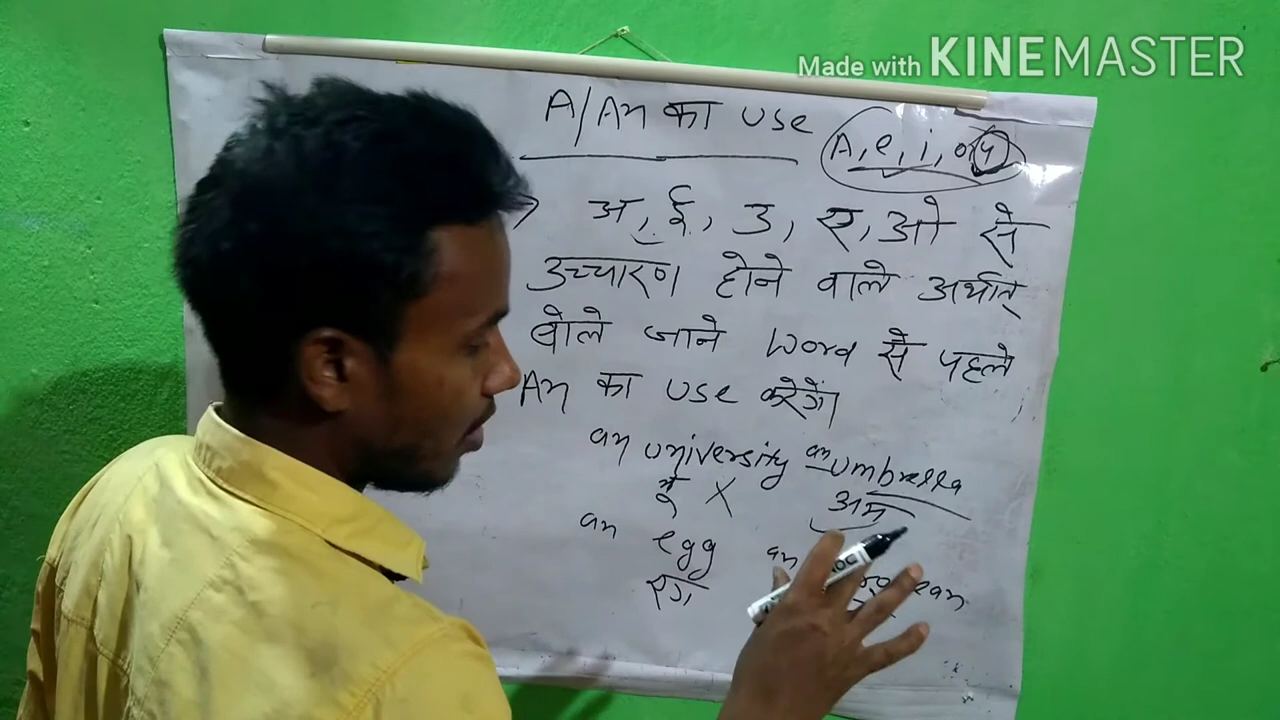 Made with KINEMASTER
A/An का use
A, e, i, o, u
अ, ई, उ, ए, ओ से
उच्चारण होने वाले अर्थात्
बोले जाने word से पहले
An का use करेगें।
an university an umbrella
यू X अम
an egg an
एग